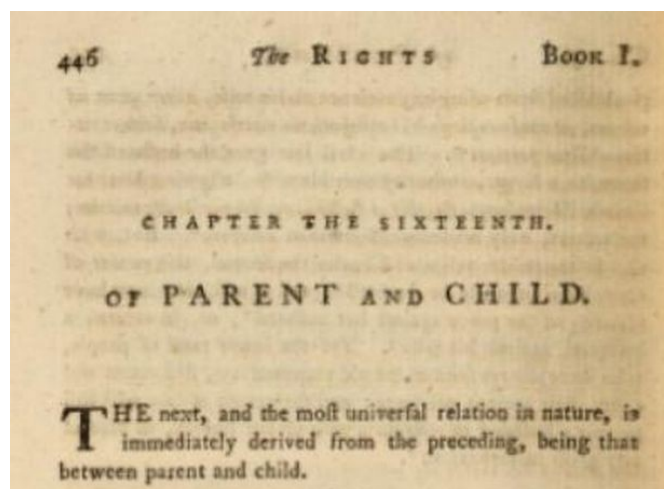 446 The RIGHTS BOOK I.
CHAPTER THE SIXTEENTH.
OF PARENT AND CHILD.
THE next, and the moſt univerſal relation in nature, is
immediately derived from the preceding, being that
between parent and child.